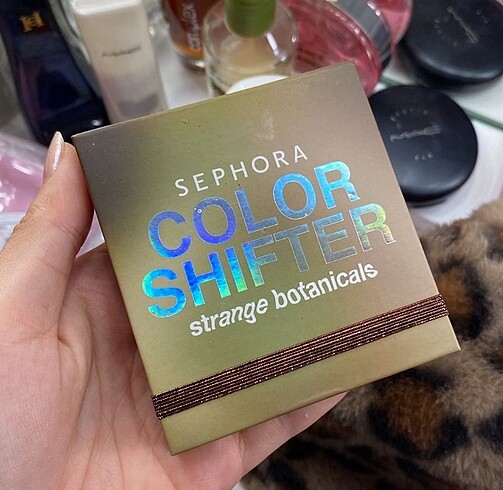 SEPHORA
COLOR
SHIFTER
strange botanicals